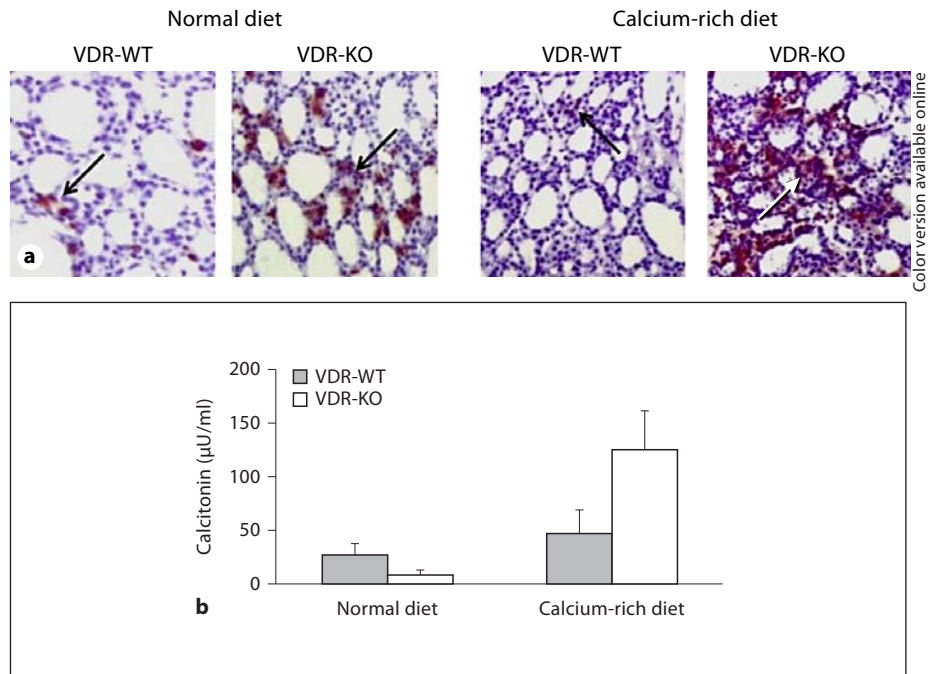 Normal diet
Calcium-rich diet
VDR-WT
VDR-KO
VDR-WT
VDR-KO
a
Color version available online
200
150
100
50
0
Calcitonin (µU/ml)
VDR-WT
VDR-KO
b
Normal diet
Calcium-rich diet